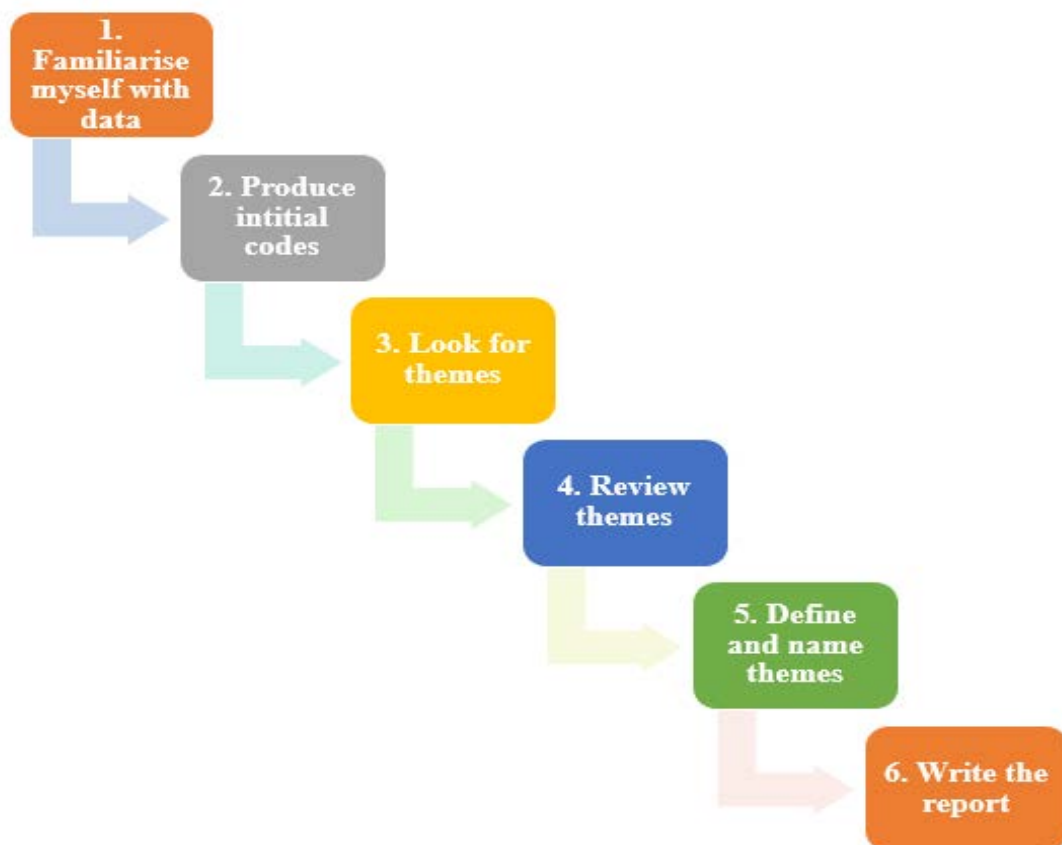 1.
Familiarise
myself with
data
2. Produce
intitial
codes
3. Look for
themes
4. Review
themes
5. Define
and name
themes
6. Write the
report